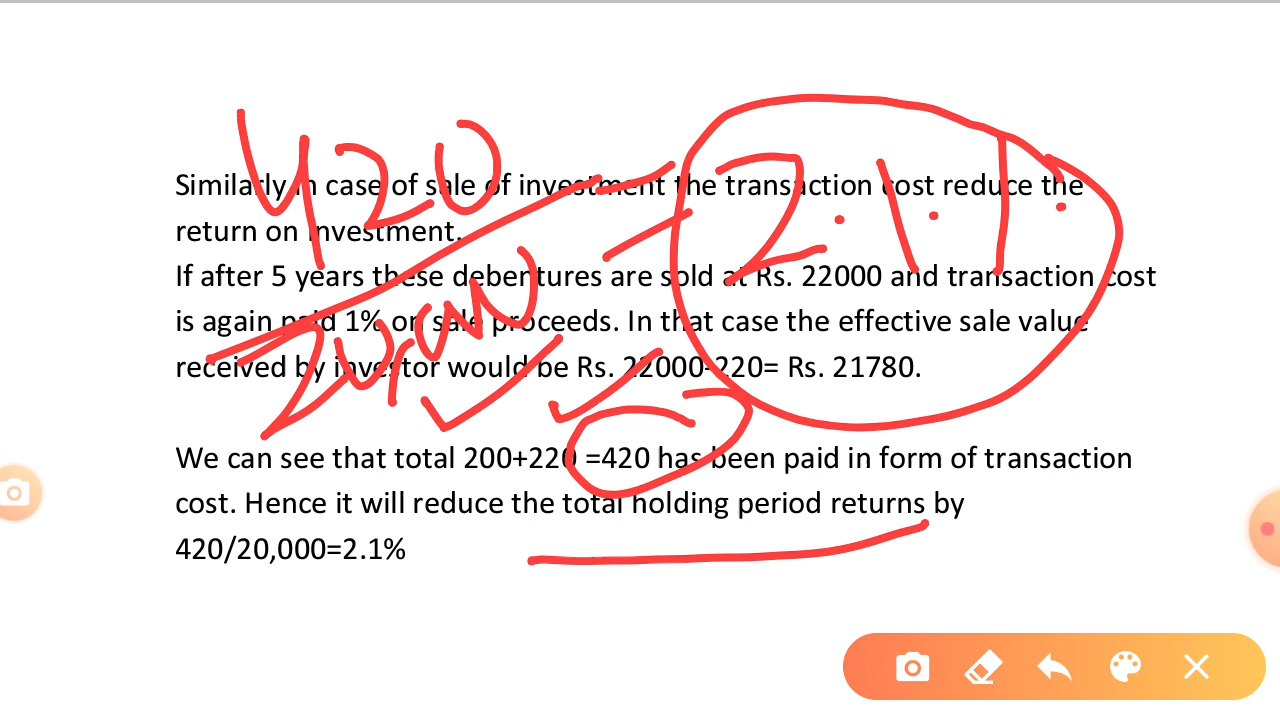 Similarly in case of sale of investment the transaction cost reduce the
return on investment.
If after 5 years these debentures are sold at Rs. 22000 and transaction cost
is again paid 1% on sale proceeds. In that case the effective sale value
received by investor would be Rs. 22000-220= Rs. 21780.
We can see that total 200+220 =420 has been paid in form of transaction
cost. Hence it will reduce the total holding period returns by
420/20,000=2.1%
420